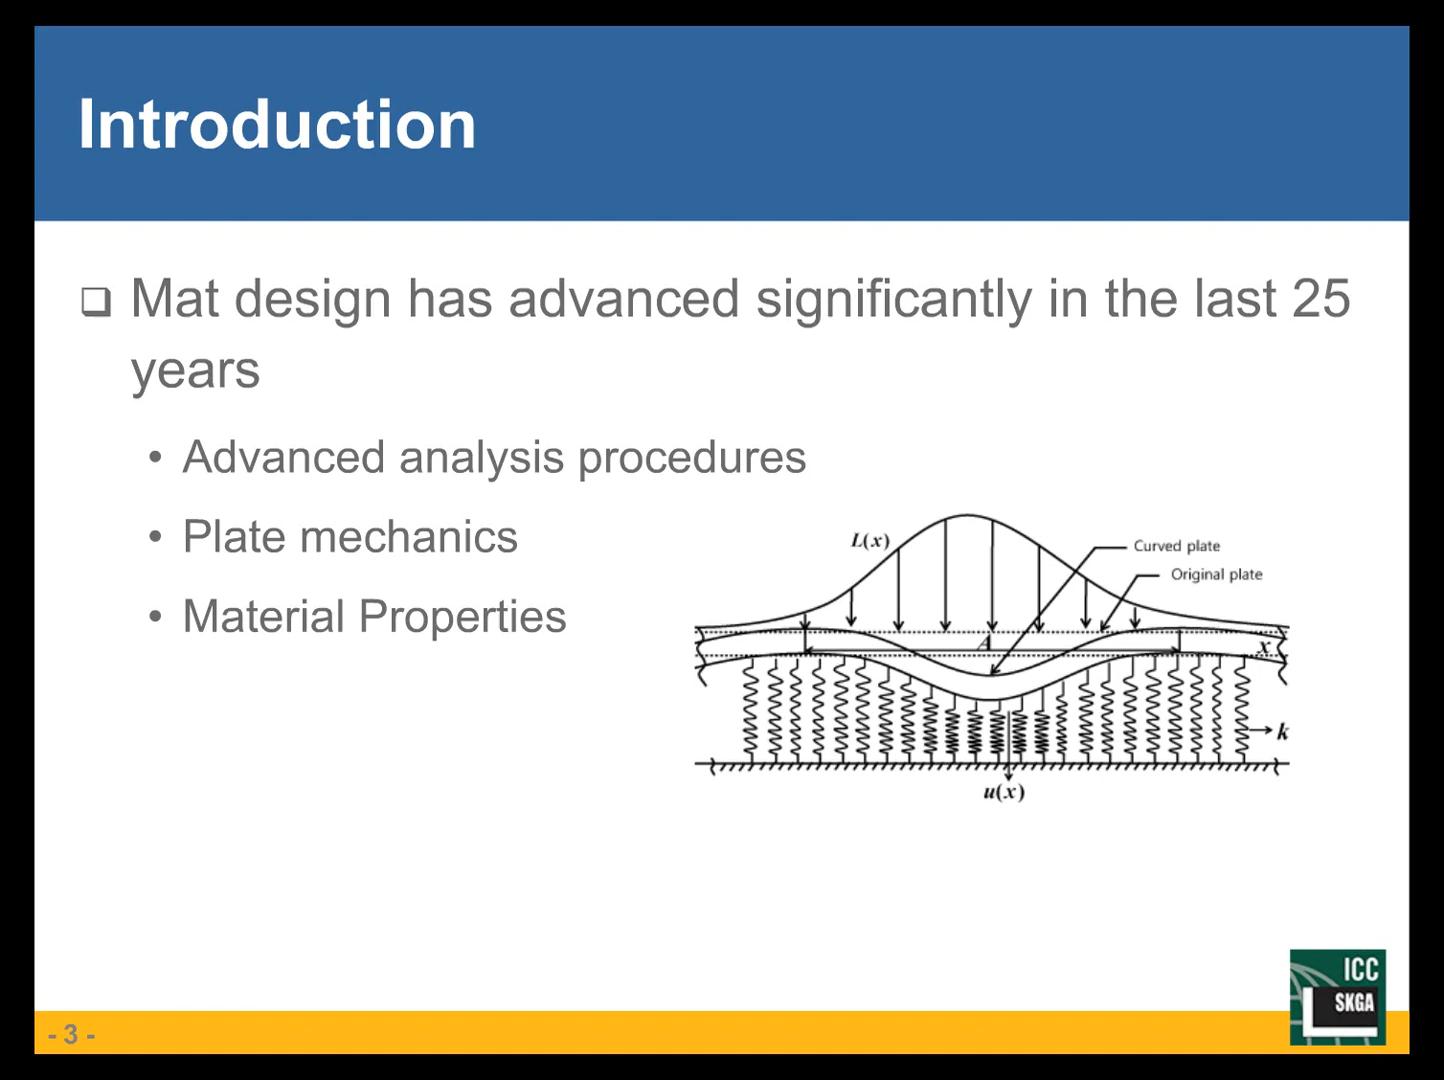 Introduction
❑ Mat design has advanced significantly in the last 25
years
• Advanced analysis procedures
• Plate mechanics
• Material Properties
L(x)
Curved plate
Original plate
A
x
k
u(x)
ICC
SKGA
- 3 -